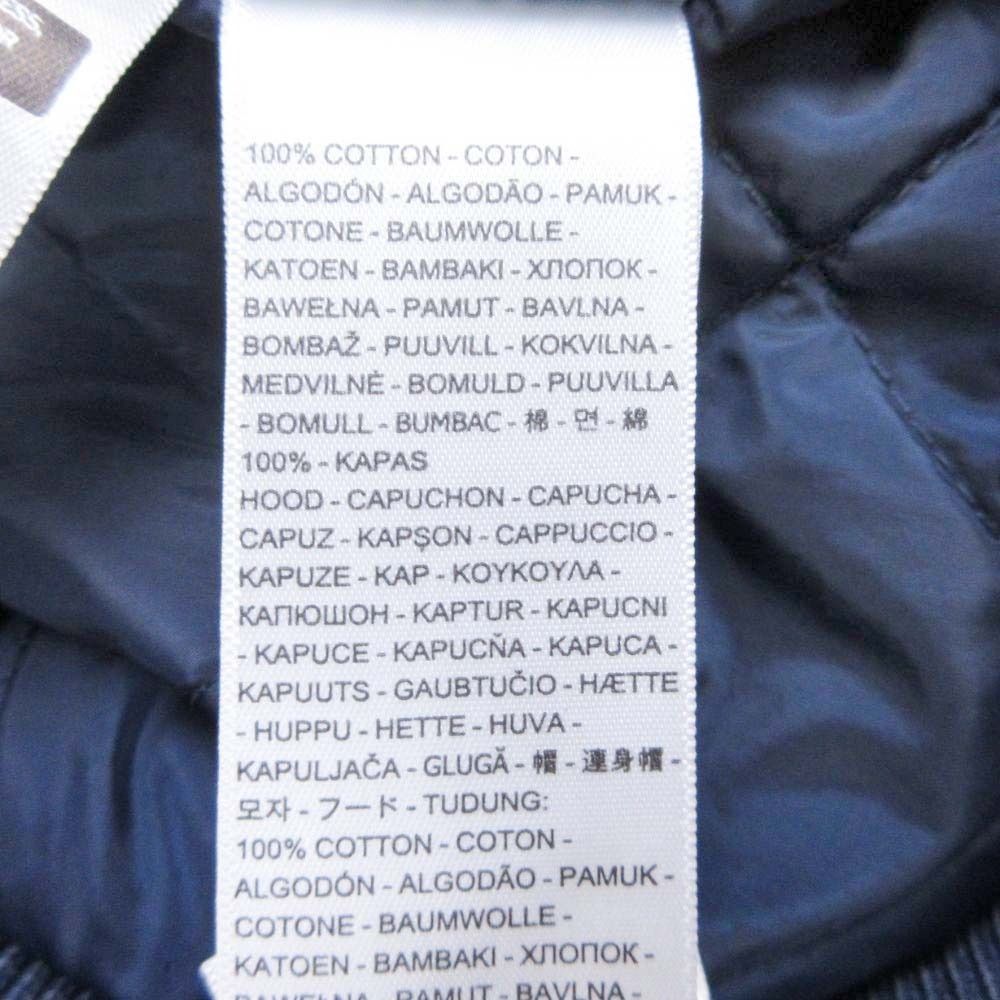 100% COTTON - COTON -
ALGODÓN - ALGODÃO - PAMUK -
COTONE - BAUMWOLLE -
KATOEN - BAMBAKI - ХЛОПОК -
BAWEŁNA - PAMUT - BAVLNA -
BOMBAŽ - PUUVILL - KOKVILNA -
MEDVILNĖ - BOMULD - PUUVILLA
- BOMULL - BUMBAC - 棉 - 면 - 綿
100% - KAPAS
HOOD - CAPUCHON - CAPUCHA -
CAPUZ - KAPŞON - CAPPUCCIO -
KAPUZE - KAP - ΚΟΥΚΟΥΛΑ -
КАПЮШОН - KAPTUR - KAPUCNI
- KAPUCE - KAPUCŇA - KAPUCA -
KAPUUTS - GAUBTUČIO - HÆTTE
- HUPPU - HETTE - HUVA -
KAPULJAČA - GLUGĂ - 帽 - 連身帽 -
모자 - フード - TUDUNG:
100% COTTON - COTON -
ALGODÓN - ALGODÃO - PAMUK -
COTONE - BAUMWOLLE -
KATOEN - BAMBAKI - ХЛОПОК -
BAWEŁNA - PAMUT - BAVLNA -